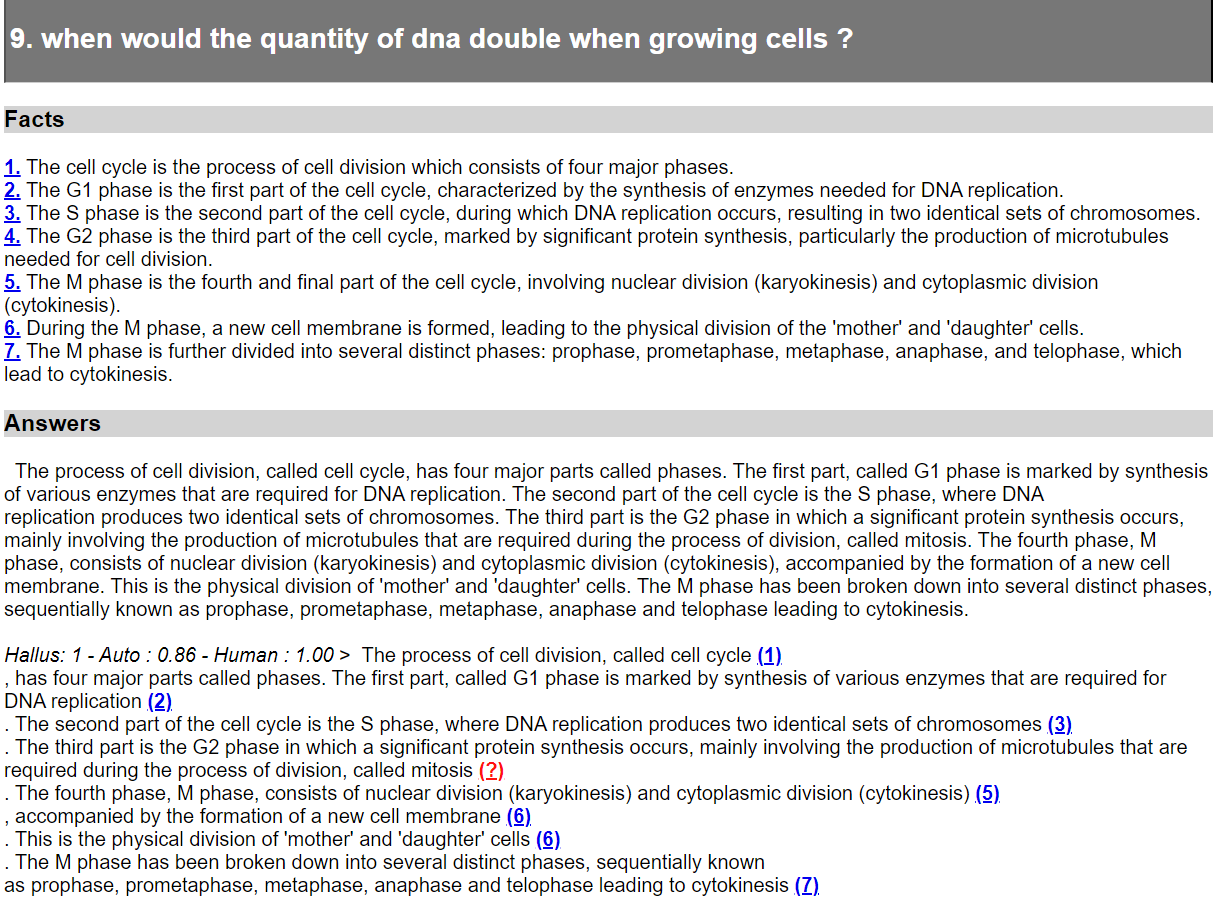 9. when would the quantity of dna double when growing cells ?
Facts
1. The cell cycle is the process of cell division which consists of four major phases.
2. The G1 phase is the first part of the cell cycle, characterized by the synthesis of enzymes needed for DNA replication.
3. The S phase is the second part of the cell cycle, during which DNA replication occurs, resulting in two identical sets of chromosomes.
4. The G2 phase is the third part of the cell cycle, marked by significant protein synthesis, particularly the production of microtubules
needed for cell division.
5. The M phase is the fourth and final part of the cell cycle, involving nuclear division (karyokinesis) and cytoplasmic division
(cytokinesis).
6. During the M phase, a new cell membrane is formed, leading to the physical division of the 'mother' and 'daughter' cells.
7. The M phase is further divided into several distinct phases: prophase, prometaphase, metaphase, anaphase, and telophase, which
lead to cytokinesis.
Answers
The process of cell division, called cell cycle, has four major parts called phases. The first part, called G1 phase is marked by synthesis
of various enzymes that are required for DNA replication. The second part of the cell cycle is the S phase, where DNA
replication produces two identical sets of chromosomes. The third part is the G2 phase in which a significant protein synthesis occurs,
mainly involving the production of microtubules that are required during the process of division, called mitosis. The fourth phase, M
phase, consists of nuclear division (karyokinesis) and cytoplasmic division (cytokinesis), accompanied by the formation of a new cell
membrane. This is the physical division of 'mother' and 'daughter' cells. The M phase has been broken down into several distinct phases,
sequentially known as prophase, prometaphase, metaphase, anaphase and telophase leading to cytokinesis.
Hallus: 1 - Auto : 0.86 - Human : 1.00 > The process of cell division, called cell cycle (1)
, has four major parts called phases. The first part, called G1 phase is marked by synthesis of various enzymes that are required for
DNA replication (2)
. The second part of the cell cycle is the S phase, where DNA replication produces two identical sets of chromosomes (3)
. The third part is the G2 phase in which a significant protein synthesis occurs, mainly involving the production of microtubules that are
required during the process of division, called mitosis (?)
. The fourth phase, M phase, consists of nuclear division (karyokinesis) and cytoplasmic division (cytokinesis) (5)
, accompanied by the formation of a new cell membrane (6)
. This is the physical division of 'mother' and 'daughter' cells (6)
. The M phase has been broken down into several distinct phases, sequentially known
as prophase, prometaphase, metaphase, anaphase and telophase leading to cytokinesis (7)